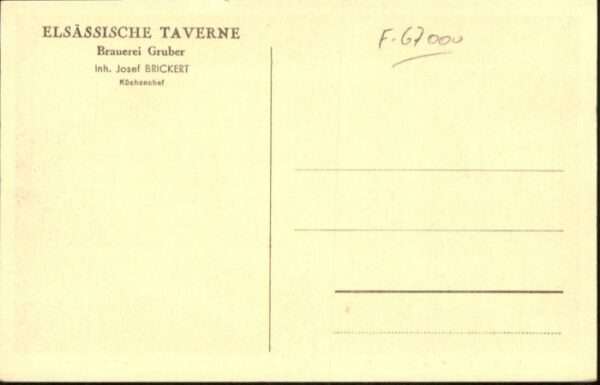 ELSÄSSISCHE TAVERNE
Brauerei Gruber
Inh. Josef BRICKERT
Küchenchef
F-67000